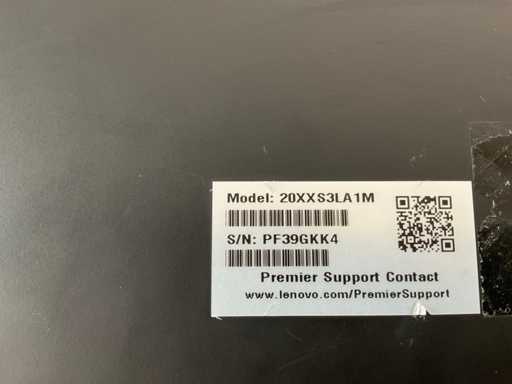 Model: 20XXS3LA1M
S/N: PF39GKK4
Premier Support Contact
www.lenovo.com/PremierSupport